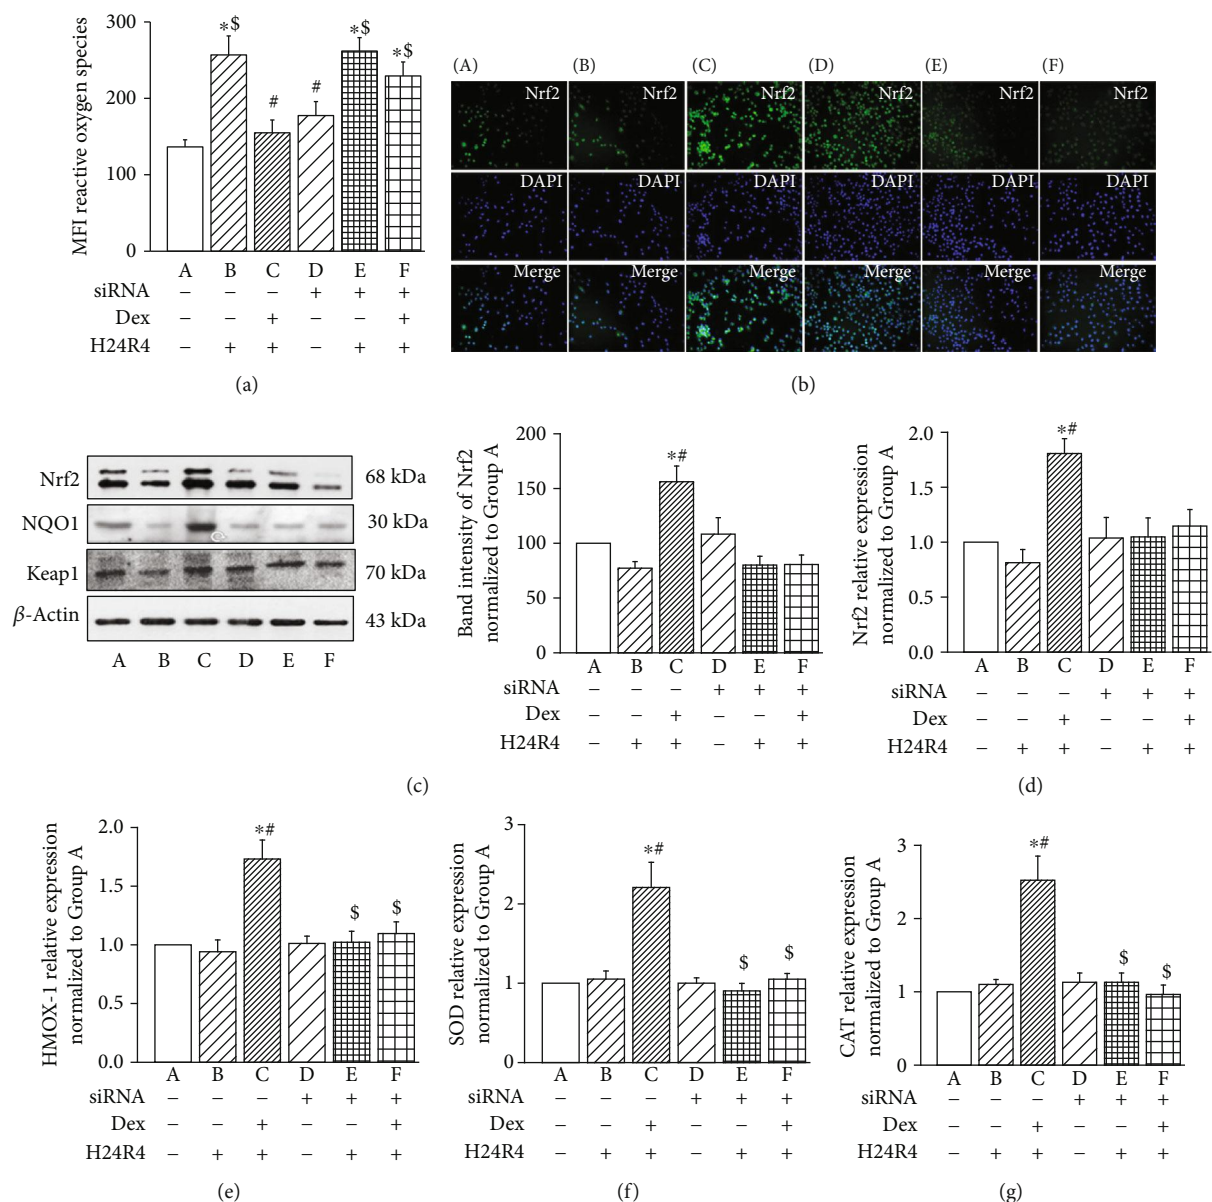 MFI reactive oxygen species
300
200
100
0
*$ # # *$ *$
A B C D E F
siRNA − − − + + +
Dex − − + − − +
H24R4 − + + − + +
(a)
(A) (B) (C) (D) (E) (F)
Nrf2 Nrf2 Nrf2 Nrf2 Nrf2 Nrf2
DAPI DAPI DAPI DAPI DAPI DAPI
Merge Merge Merge Merge Merge Merge
(b)
Nrf2 68 kDa
NQO1 30 kDa
Keap1 70 kDa
β-Actin 43 kDa
A B C D E F
Band intensity of Nrf2
normalized to Group A
200
150
100
50
0
*#
A B C D E F
siRNA − − − + + +
Dex − − + − − +
H24R4 − + + − + +
(c)
Nrf2 relative expression
normalized to Group A
2.0
1.5
1.0
0.5
0.0
*#
A B C D E F
siRNA − − − + + +
Dex − − + − − +
H24R4 − + + − + +
(d)
HMOX-1 relative expression
normalized to Group A
2.0
1.5
1.0
0.5
0.0
*# $ $
A B C D E F
siRNA − − − + + +
Dex − − + − − +
H24R4 − + + − + +
(e)
SOD relative expression
normalized to Group A
3
2
1
0
*# $ $
A B C D E F
siRNA − − − + + +
Dex − − + − − +
H24R4 − + + − + +
(f)
CAT relative expression
normalized to Group A
3
2
1
0
*# $ $
A B C D E F
siRNA − − − + + +
Dex − − + − − +
H24R4 − + + − + +
(g)